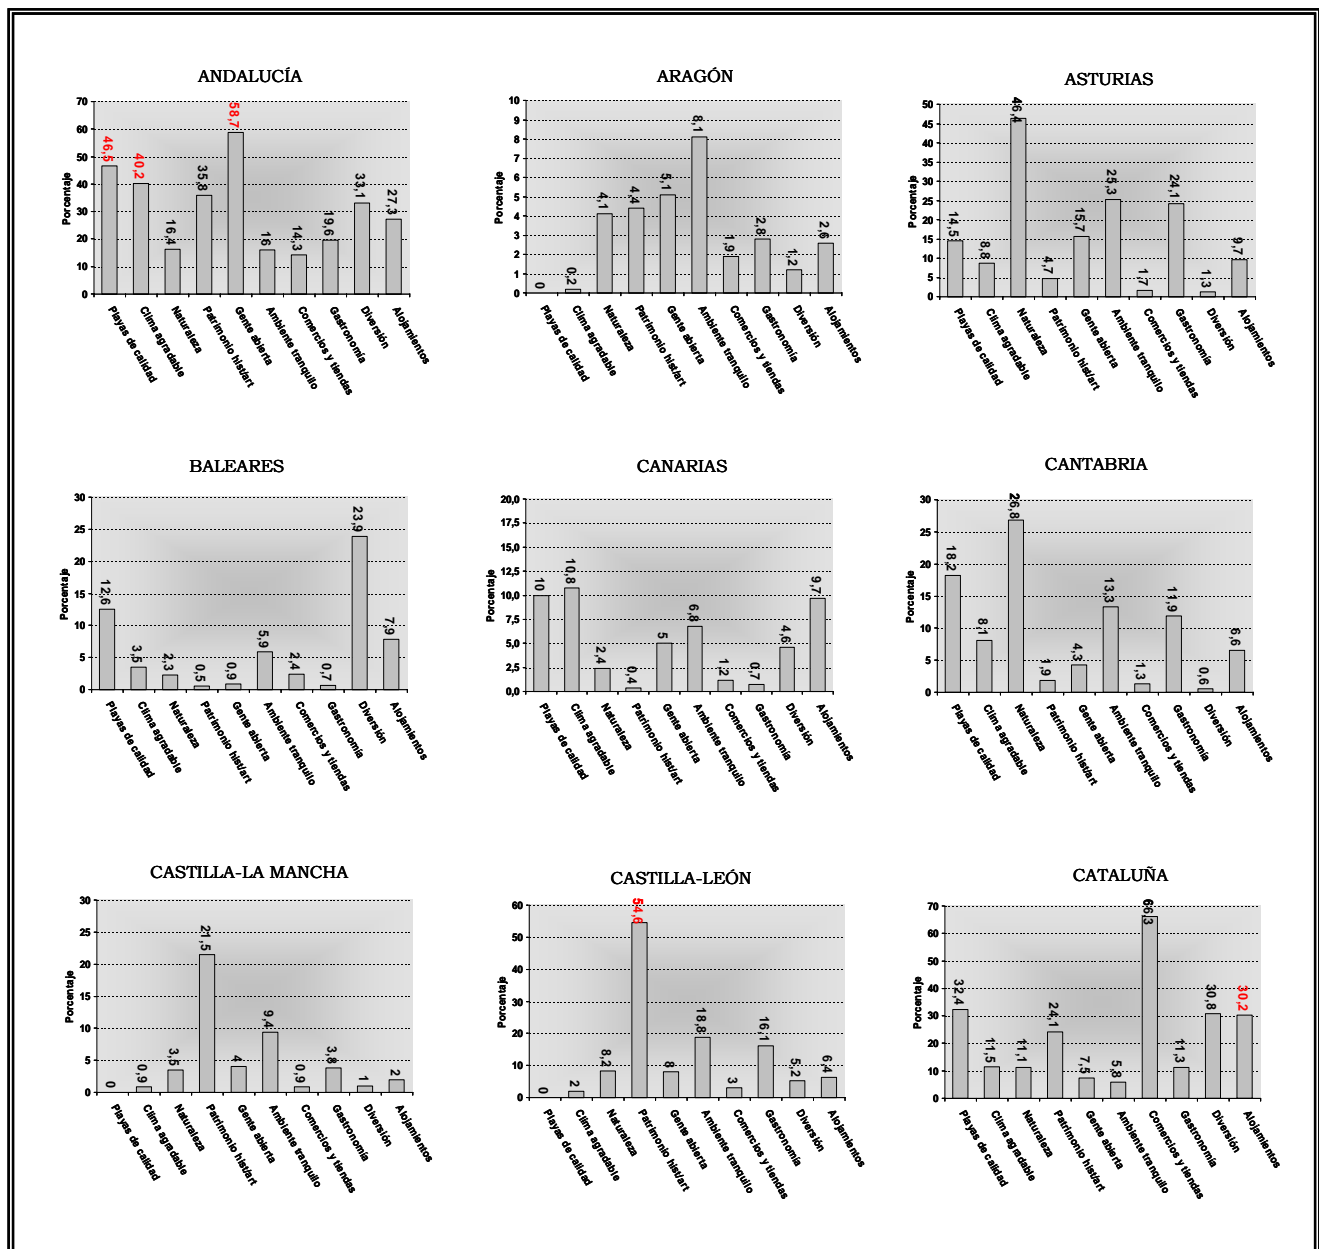 ANDALUCÍA
Porcentaje
70
60
50
40
30
20
10
0
46,5
40,2
16,4
35,8
58,7
16
14,3
19,6
33,1
27,3
Playas de calidad
Clima agradable
Naturaleza
Patrimonio hist/art
Gente abierta
Ambiente tranquilo
Comercios y tiendas
Gastronomía
Diversión
Alojamientos
ARAGÓN
Porcentaje
10
9
8
7
6
5
4
3
2
1
0
0
0,2
4,1
4,4
5,1
8,1
1,9
2,8
1,2
2,6
Playas de calidad
Clima agradable
Naturaleza
Patrimonio hist/art
Gente abierta
Ambiente tranquilo
Comercios y tiendas
Gastronomía
Diversión
Alojamientos
ASTURIAS
Porcentaje
50
45
40
35
30
25
20
15
10
5
0
14,5
8,8
46,4
4,7
15,7
25,3
1,7
24,1
1,3
9,7
Playas de calidad
Clima agradable
Naturaleza
Patrimonio hist/art
Gente abierta
Ambiente tranquilo
Comercios y tiendas
Gastronomía
Diversión
Alojamientos
BALEARES
Porcentaje
30
25
20
15
10
5
0
12,6
3,5
2,3
0,5
0,9
5,9
2,4
0,7
23,9
7,9
Playas de calidad
Clima agradable
Naturaleza
Patrimonio hist/art
Gente abierta
Ambiente tranquilo
Comercios y tiendas
Gastronomía
Diversión
Alojamientos
CANARIAS
Porcentaje
20,0
17,5
15,0
12,5
10,0
7,5
5,0
2,5
0,0
10
10,8
2,4
0,4
5
6,8
1,2
0,7
4,6
9,7
Playas de calidad
Clima agradable
Naturaleza
Patrimonio hist/art
Gente abierta
Ambiente tranquilo
Comercios y tiendas
Gastronomía
Diversión
Alojamientos
CANTABRIA
Porcentaje
30
25
20
15
10
5
0
18,2
8,1
26,8
1,9
4,3
13,3
1,3
11,9
0,6
6,6
Playas de calidad
Clima agradable
Naturaleza
Patrimonio hist/art
Gente abierta
Ambiente tranquilo
Comercios y tiendas
Gastronomía
Diversión
Alojamientos
CASTILLA-LA MANCHA
Porcentaje
30
25
20
15
10
5
0
0
0,9
3,5
21,5
4
9,4
0,9
3,8
1
2
Playas de calidad
Clima agradable
Naturaleza
Patrimonio hist/art
Gente abierta
Ambiente tranquilo
Comercios y tiendas
Gastronomía
Diversión
Alojamientos
CASTILLA-LEÓN
Porcentaje
60
50
40
30
20
10
0
0
2
8,2
54,6
8
18,8
3
16,1
5,2
6,4
Playas de calidad
Clima agradable
Naturaleza
Patrimonio hist/art
Gente abierta
Ambiente tranquilo
Comercios y tiendas
Gastronomía
Diversión
Alojamientos
CATALUÑA
Porcentaje
70
60
50
40
30
20
10
0
32,4
11,5
11,1
24,1
7,5
5,8
66,3
11,3
30,8
30,2
Playas de calidad
Clima agradable
Naturaleza
Patrimonio hist/art
Gente abierta
Ambiente tranquilo
Comercios y tiendas
Gastronomía
Diversión
Alojamientos